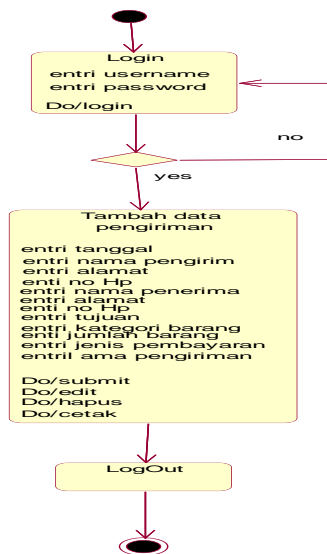 Login
entri username
entri password
Do/login
no
yes
Tambah data
pengiriman
entri tanggal
entri nama pengirim
entri alamat
enti no Hp
entri nama penerima
entri alamat
enti no Hp
entri tujuan
entri kategori barang
enti jumlah barang
entri jenis pembayaran
entril ama pengiriman
Do/submit
Do/edit
Do/hapus
Do/cetak
LogOut